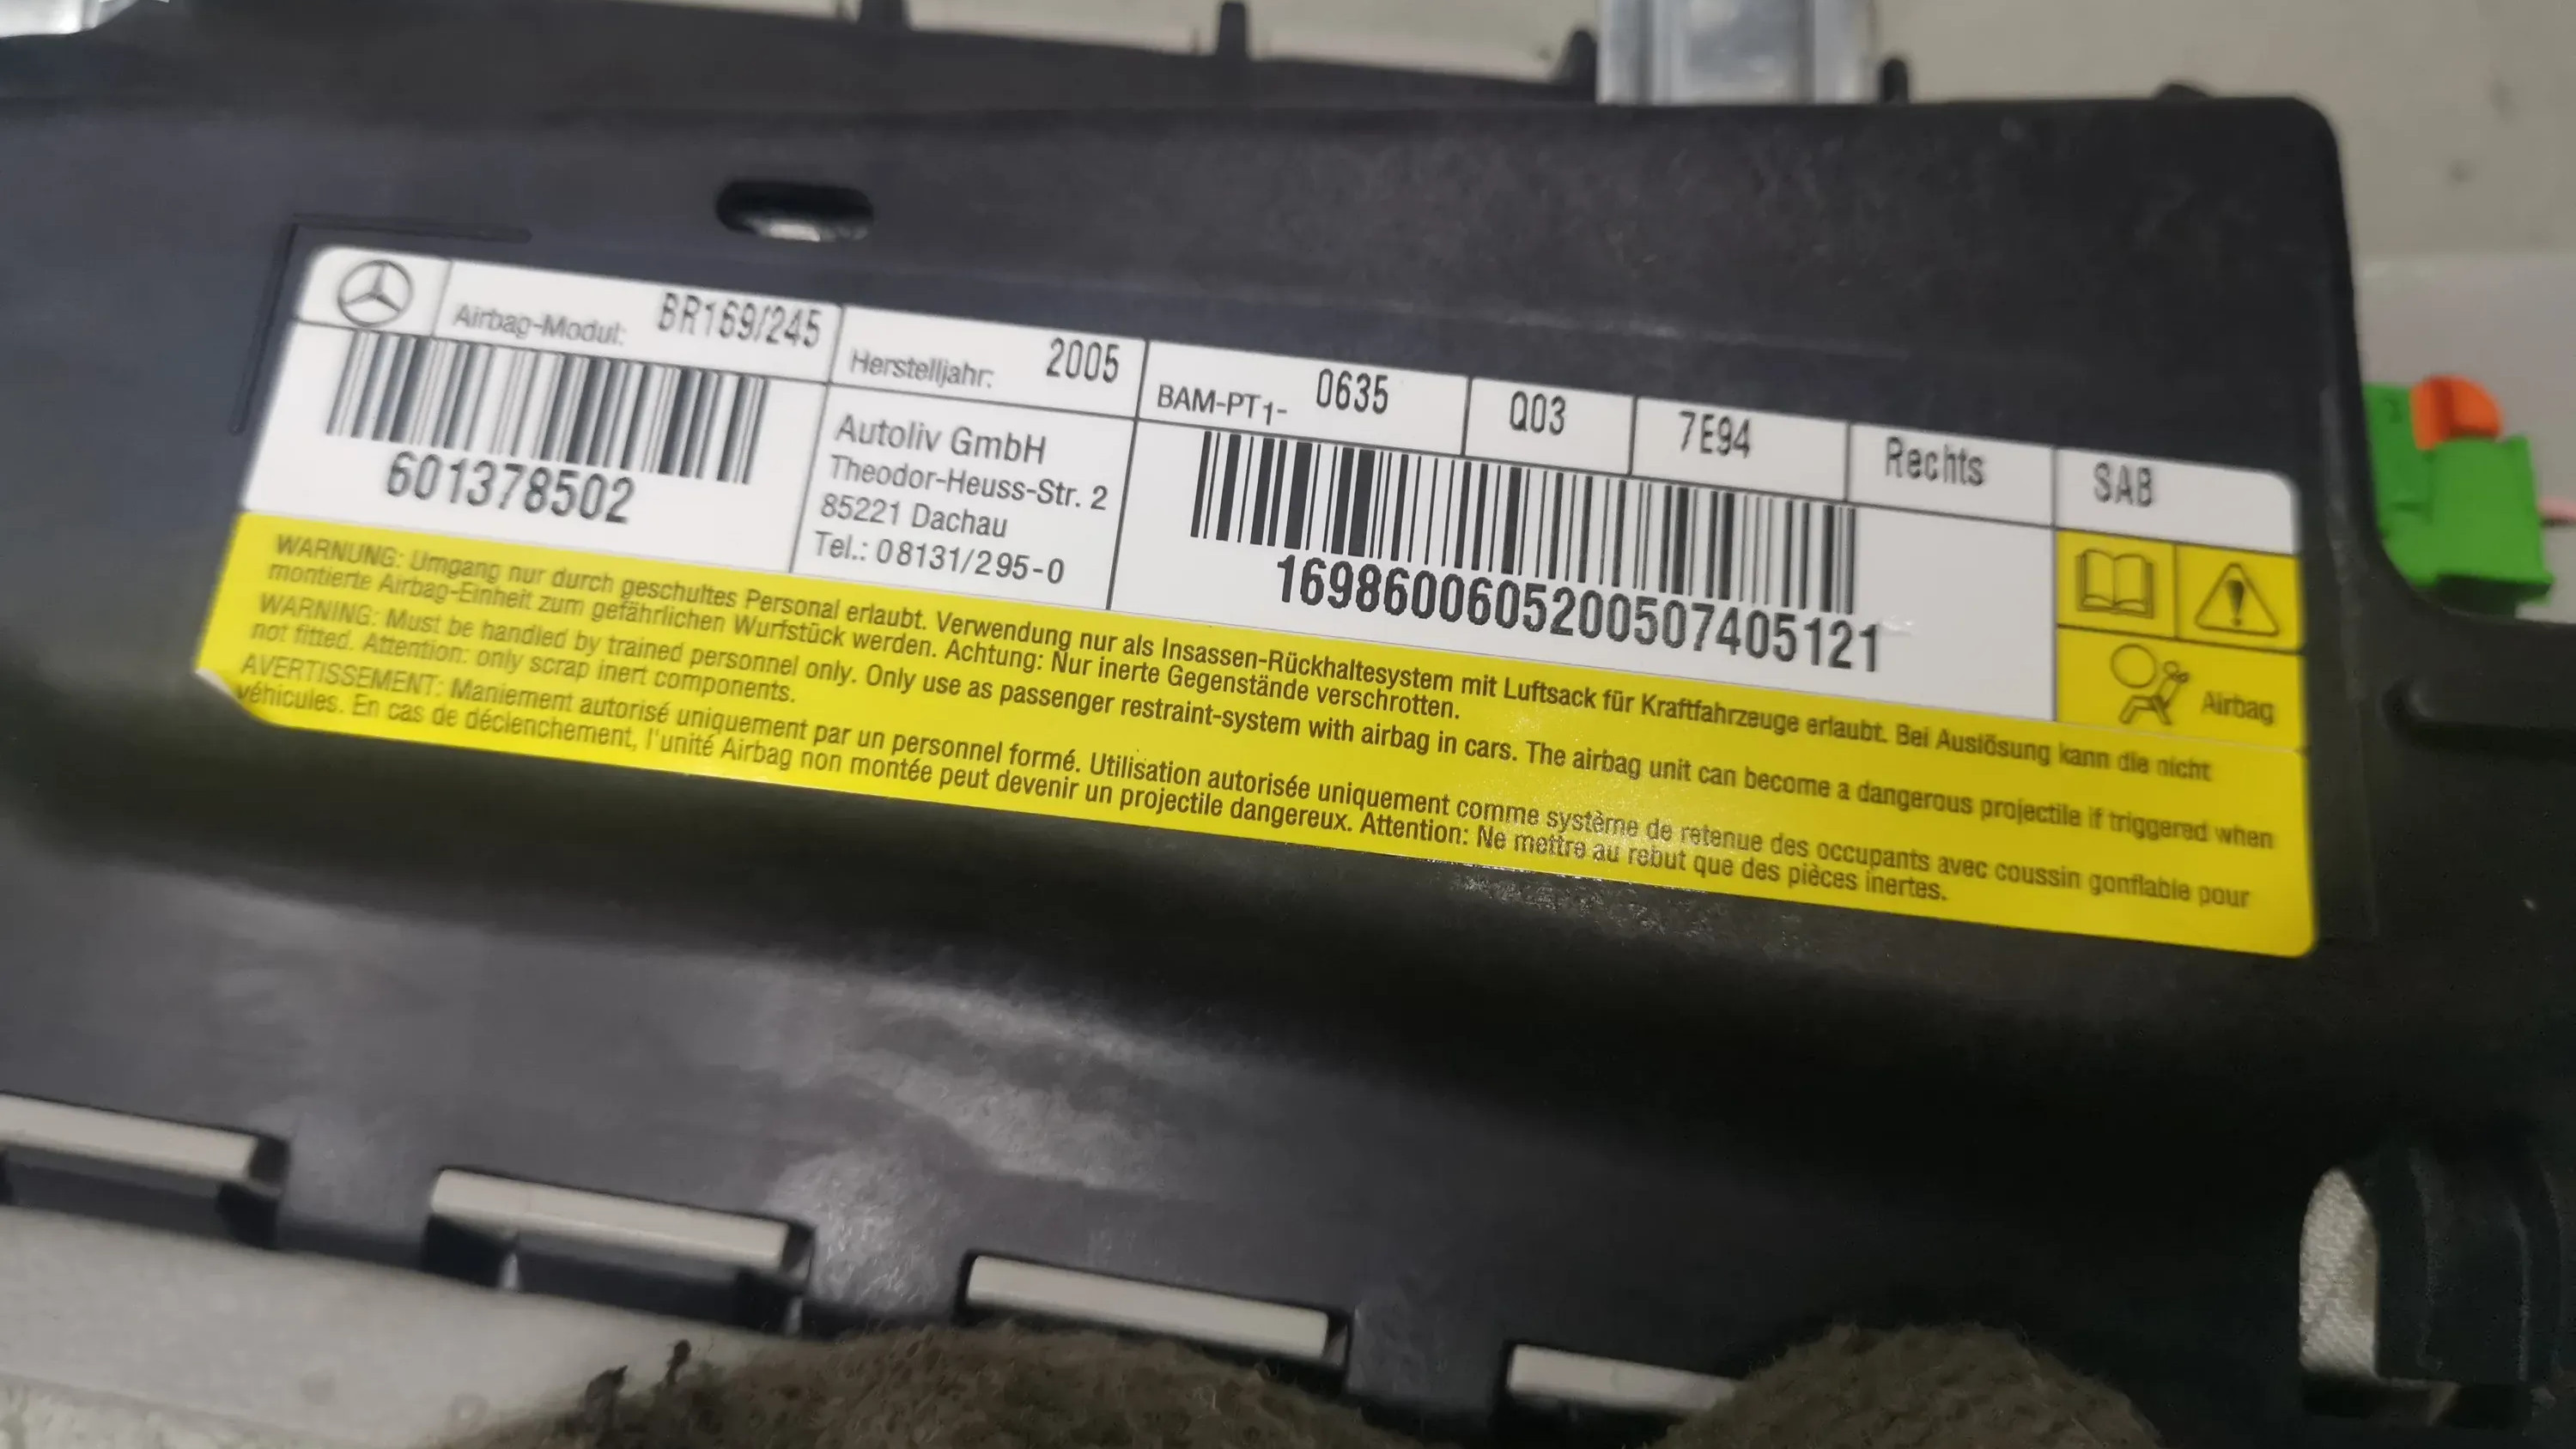 Airbag-Modul: BR169/245
Herstelljahr: 2005
BAM-PT1- 0635
Q03
7E94
Rechts
SAB
601378502
Autoliv GmbH
Theodor-Heuss-Str. 2
85221 Dachau
Tel.: 08131/295-0
1698600605200507405121
Airbag
WARNUNG: Umgang nur durch geschultes Personal erlaubt. Verwendung nur als Insassen-Rückhaltesystem mit Luftsack für Kraftfahrzeuge erlaubt. Bei Auslösung kann die nicht
montierte Airbag-Einheit zum gefährlichen Wurfstück werden. Achtung: Nur inerte Gegenstände verschrotten.
WARNING: Must be handled by trained personnel only. Only use as passenger restraint-system with airbag in cars. The airbag unit can become a dangerous projectile if triggered when
not fitted. Attention: only scrap inert components.
AVERTISSEMENT: Maniement autorisé uniquement par un personnel formé. Utilisation autorisée uniquement comme système de retenue des occupants avec coussin gonflable pour
véhicules. En cas de déclenchement, l'unité Airbag non montée peut devenir un projectile dangereux. Attention: Ne mettre au rebut que des pièces inertes.